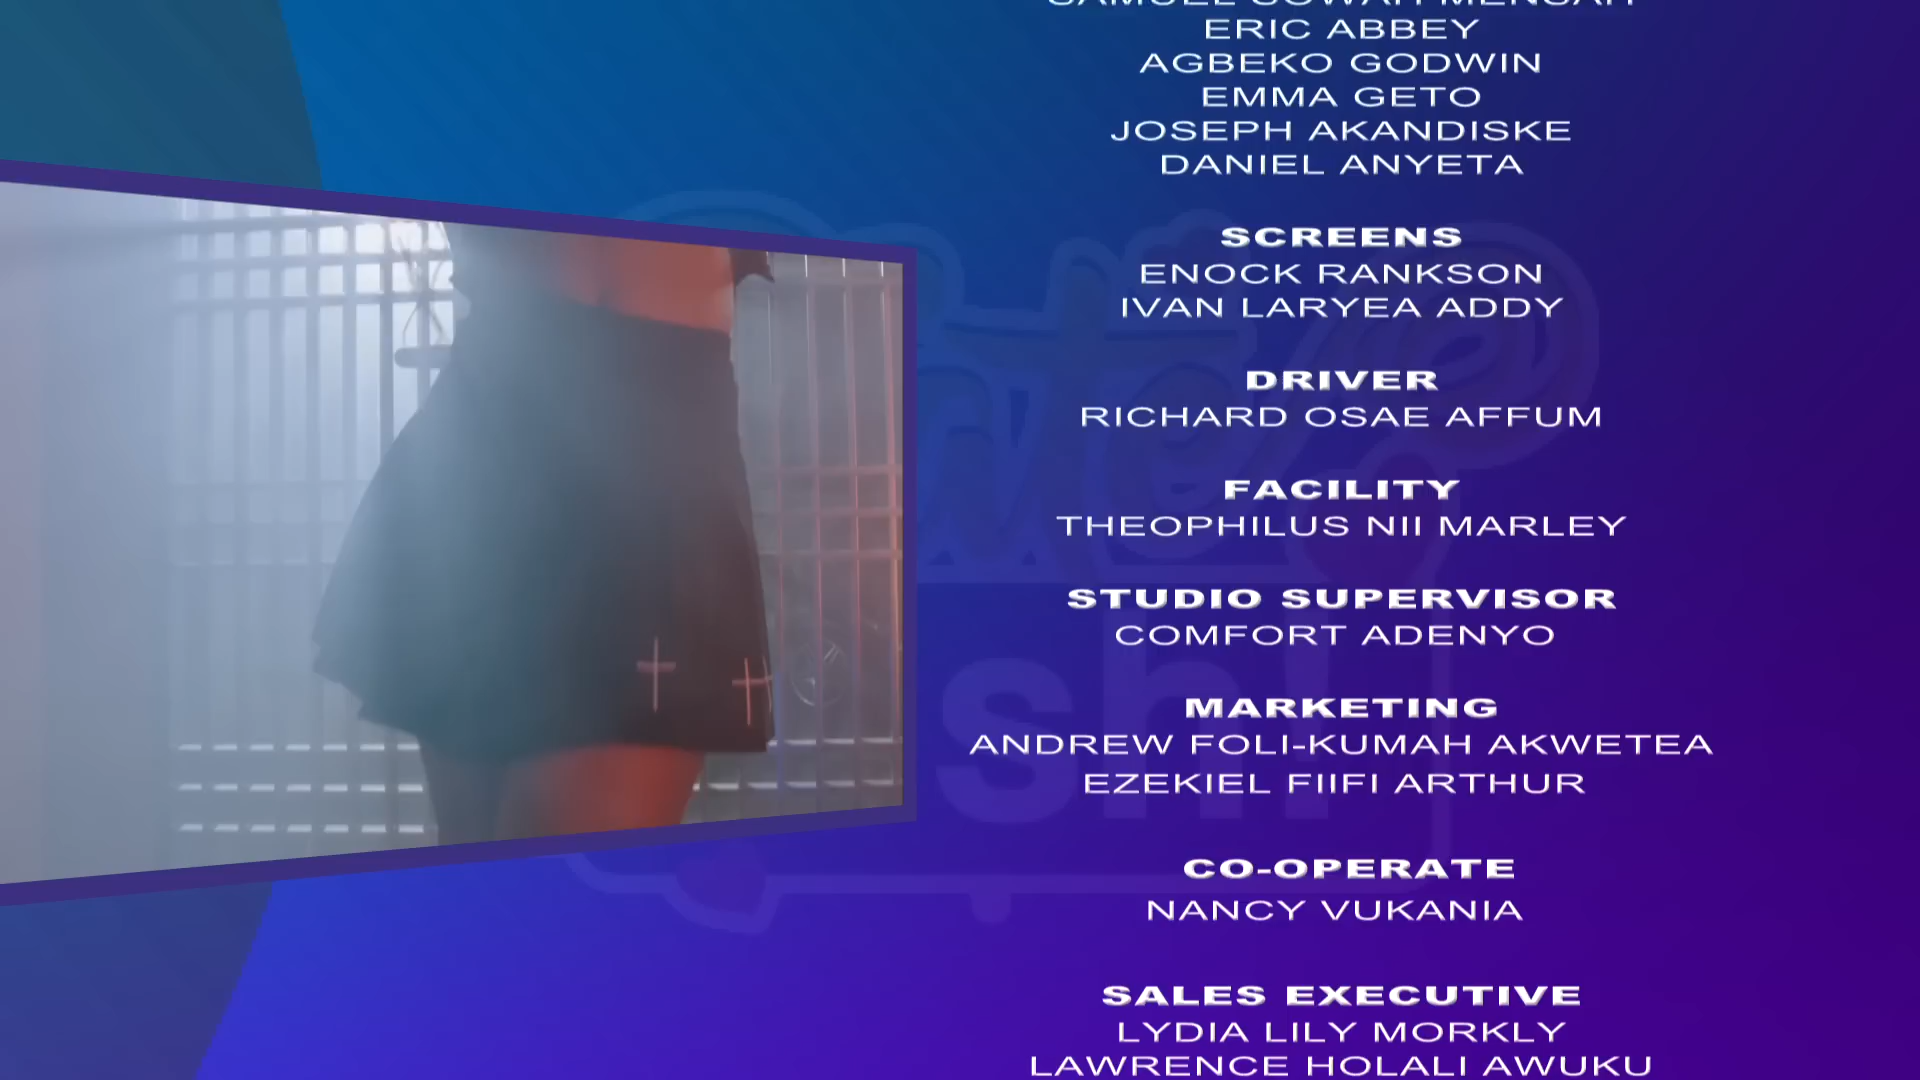 ERIC ABBEY
AGBEKO GODWIN
EMMA GETO
JOSEPH AKANDISKE
DANIEL ANYETA
SCREENS
ENOCK RANKSON
IVAN LARYEA ADDY
DRIVER
RICHARD OSAE AFFUM
FACILITY
THEOPHILUS NII MARLEY
STUDIO SUPERVISOR
COMFORT ADENYO
MARKETING
ANDREW FOLI-KUMAH AKWETEA
EZEKIEL FIIFI ARTHUR
CO-OPERATE
NANCY VUKANIA
SALES EXECUTIVE
LYDIA LILY MORKLY
LAWRENCE HOLALI AWUKU